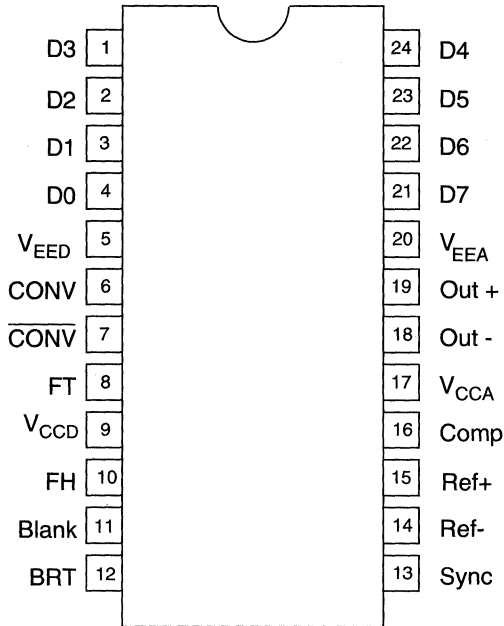 D3 1 24 D4
D2 2 23 D5
D1 3 22 D6
D0 4 21 D7
VEED 5 20 VEEA
CONV 6 19 Out +
CONV 7 18 Out -
FT 8 17 VCCA
VCCD 9 16 Comp
FH 10 15 Ref+
Blank 11 14 Ref-
BRT 12 13 Sync